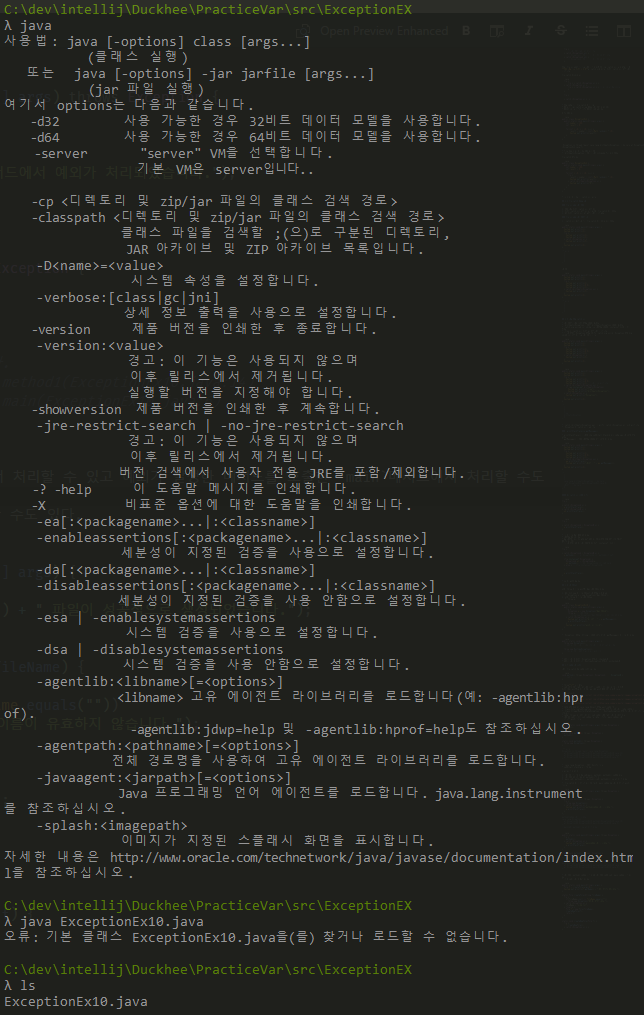 C:\dev\intellij\Duckhee\PracticeVar\src\ExceptionEX
λ java
사용법: java [-options] class [args...]
(클래스 실행)
또는 java [-options] -jar jarfile [args...]
(jar 파일 실행)
여기서 options는 다음과 같습니다.
-d32 사용 가능한 경우 32비트 데이터 모델을 사용합니다.
-d64 사용 가능한 경우 64비트 데이터 모델을 사용합니다.
-server "server" VM을 선택합니다.
기본 VM은 server입니다..
-cp <디렉토리 및 zip/jar 파일의 클래스 검색 경로>
-classpath <디렉토리 및 zip/jar 파일의 클래스 검색 경로>
클래스 파일을 검색할 ;(으)로 구분된 디렉토리,
JAR 아카이브 및 ZIP 아카이브 목록입니다.
-D<name>=<value>
시스템 속성을 설정합니다.
-verbose:[class|gc|jni]
상세 정보 출력을 사용으로 설정합니다.
-version 제품 버전을 인쇄한 후 종료합니다.
-version:<value>
경고: 이 기능은 사용되지 않으며
이후 릴리스에서 제거됩니다.
실행할 버전을 지정해야 합니다.
-showversion 제품 버전을 인쇄한 후 계속합니다.
-jre-restrict-search | -no-jre-restrict-search
경고: 이 기능은 사용되지 않으며
이후 릴리스에서 제거됩니다.
버전 검색에서 사용자 전용 JRE를 포함/제외합니다.
-? -help 이 도움말 메시지를 인쇄합니다.
-X 비표준 옵션에 대한 도움말을 인쇄합니다.
-ea[:<packagename>...|:<classname>]
-enableassertions[:<packagename>...|:<classname>]
세분성이 지정된 검증을 사용으로 설정합니다.
-da[:<packagename>...|:<classname>]
-disableassertions[:<packagename>...|:<classname>]
세분성이 지정된 검증을 사용 안함으로 설정합니다.
-esa | -enablesystemassertions
시스템 검증을 사용으로 설정합니다.
-dsa | -disablesystemassertions
시스템 검증을 사용 안함으로 설정합니다.
-agentlib:<libname>[=<options>]
<libname> 고유 에이전트 라이브러리를 로드합니다(예: -agentlib:hpr
of).
-agentlib:jdwp=help 및 -agentlib:hprof=help도 참조하십시오.
-agentpath:<pathname>[=<options>]
전체 경로명을 사용하여 고유 에이전트 라이브러리를 로드합니다.
-javaagent:<jarpath>[=<options>]
Java 프로그래밍 언어 에이전트를 로드합니다. java.lang.instrument
를 참조하십시오.
-splash:<imagepath>
이미지가 지정된 스플래시 화면을 표시합니다.
자세한 내용은 http://www.oracle.com/technetwork/java/javase/documentation/index.htm
l을 참조하십시오.
C:\dev\intellij\Duckhee\PracticeVar\src\ExceptionEX
λ java ExceptionEx10.java
오류: 기본 클래스 ExceptionEx10.java을(를) 찾거나 로드할 수 없습니다.
C:\dev\intellij\Duckhee\PracticeVar\src\ExceptionEX
λ ls
ExceptionEx10.java